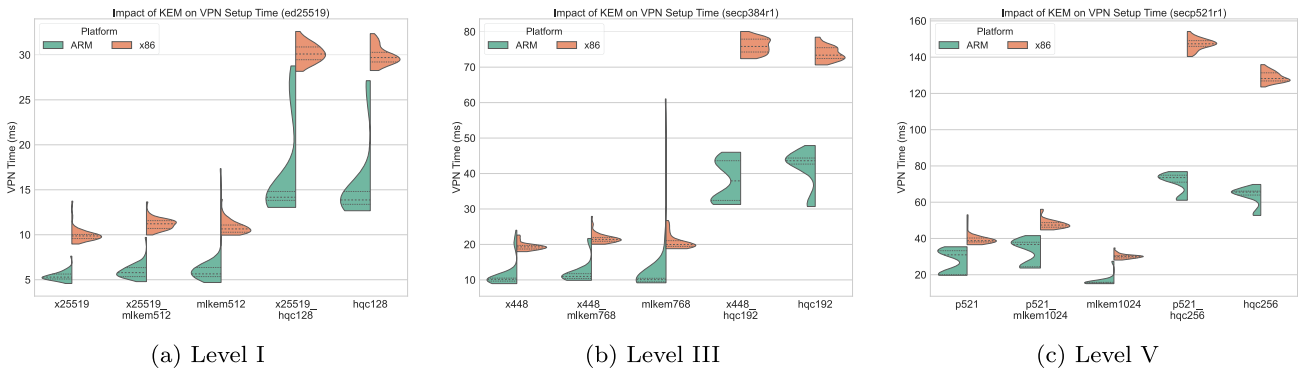 Impact of KEM on VPN Setup Time (ed25519)
Platform
ARM x86
VPN Time (ms)
30
25
20
15
10
5
x25519
x25519_
mlkem512
mlkem512
x25519_
hqc128
hqc128
(a) Level I
Impact of KEM on VPN Setup Time (secp384r1)
Platform
ARM x86
VPN Time (ms)
80
70
60
50
40
30
20
10
x448
x448_
mlkem768
mlkem768
x448_
hqc192
hqc192
(b) Level III
Impact of KEM on VPN Setup Time (secp521r1)
Platform
ARM x86
VPN Time (ms)
160
140
120
100
80
60
40
20
p521
p521_
mlkem1024
mlkem1024
p521_
hqc256
hqc256
(c) Level V